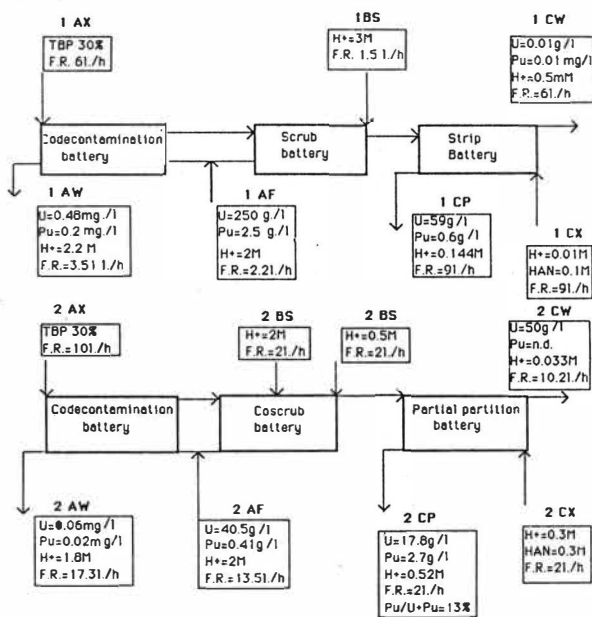 1 AX
TBP 30%
F.R. 6l./h
1BS
H+=3M
F.R. 1.5 l./h
1 CW
U=0.01g/l
Pu=0.01 mg/l
H+=0.5mM
F.R.=6l./h
Codecontamination
battery
Scrub
battery
Strip
Battery
1 AW
U=0.48mg./l
Pu=0.2 mg/l
H+=2.2 M
F.R.=3.51 l./h
1 AF
U=250 g/l
Pu=2.5 g/l
H+=2M
F.R.=2.2l./h
1 CP
U=59g/l
Pu=0.6g/l
H+=0.144M
F.R.=9l./h
1 CX
H+=0.01M
HAN=0.1M
F.R.=9l./h
2 AX
TBP 30%
F.R.=10l./h
2 BS
H+=2M
F.R.=2l./h
2 BS
H+=0.5M
F.R.=2l./h
2 CW
U=50g/l
Pu=n.d.
H+=0.033M
F.R.=10.2l./h
Codecontamination
battery
Coscrub
battery
Partial partition
battery
2 AW
U=0.06mg/l
Pu=0.02mg/l
H+=1.8M
F.R.=17.3l./h
2 AF
U=40.5g/l
Pu=0.41g/l
H+=2M
F.R.=13.5l./h
2 CP
U=17.8g/l
Pu=2.7g/l
H+=0.52M
F.R.=2l./h
Pu/U+Pu=13%
2 CX
H+=0.3M
HAN=0.3M
F.R.=2l./h